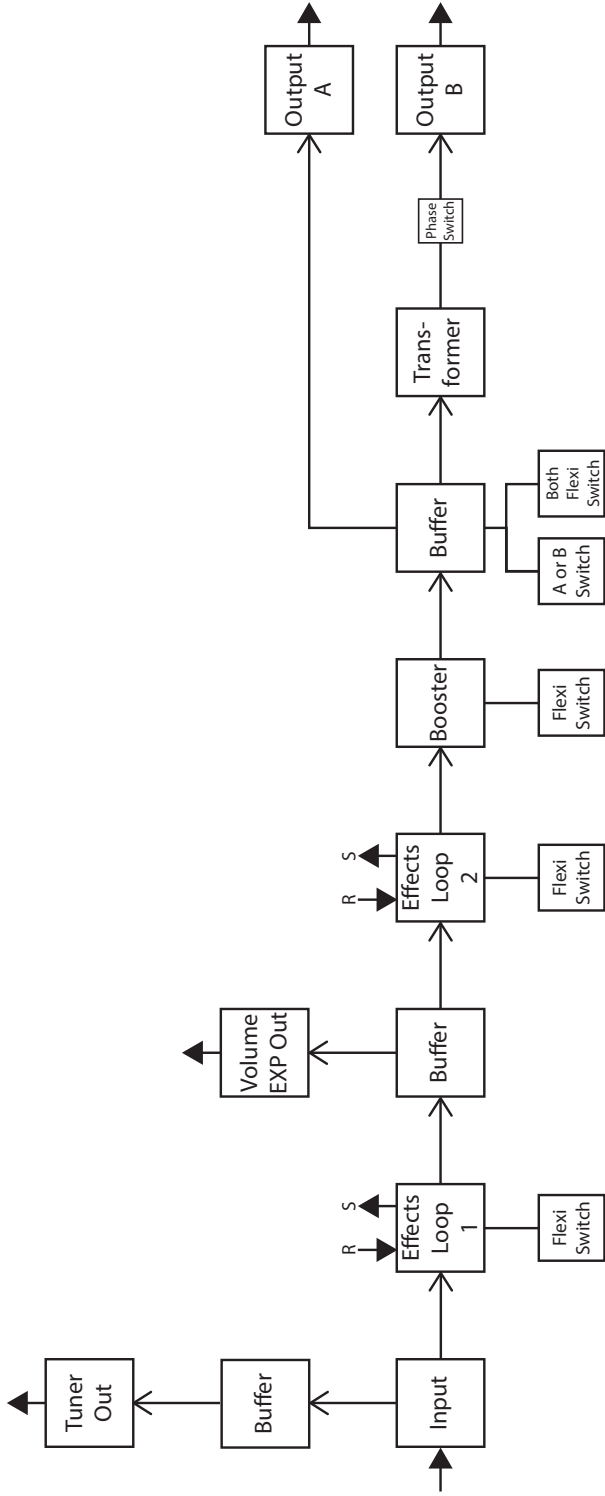 Tuner
Out
Buffer
Input
R
S
Effects
Loop
1
Flexi
Switch
Volume
EXP Out
Buffer
R
S
Effects
Loop
2
Flexi
Switch
Booster
Flexi
Switch
Buffer
A or B
Switch
Both
Flexi
Switch
Trans-
former
Phase
Switch
Output
A
Output
B